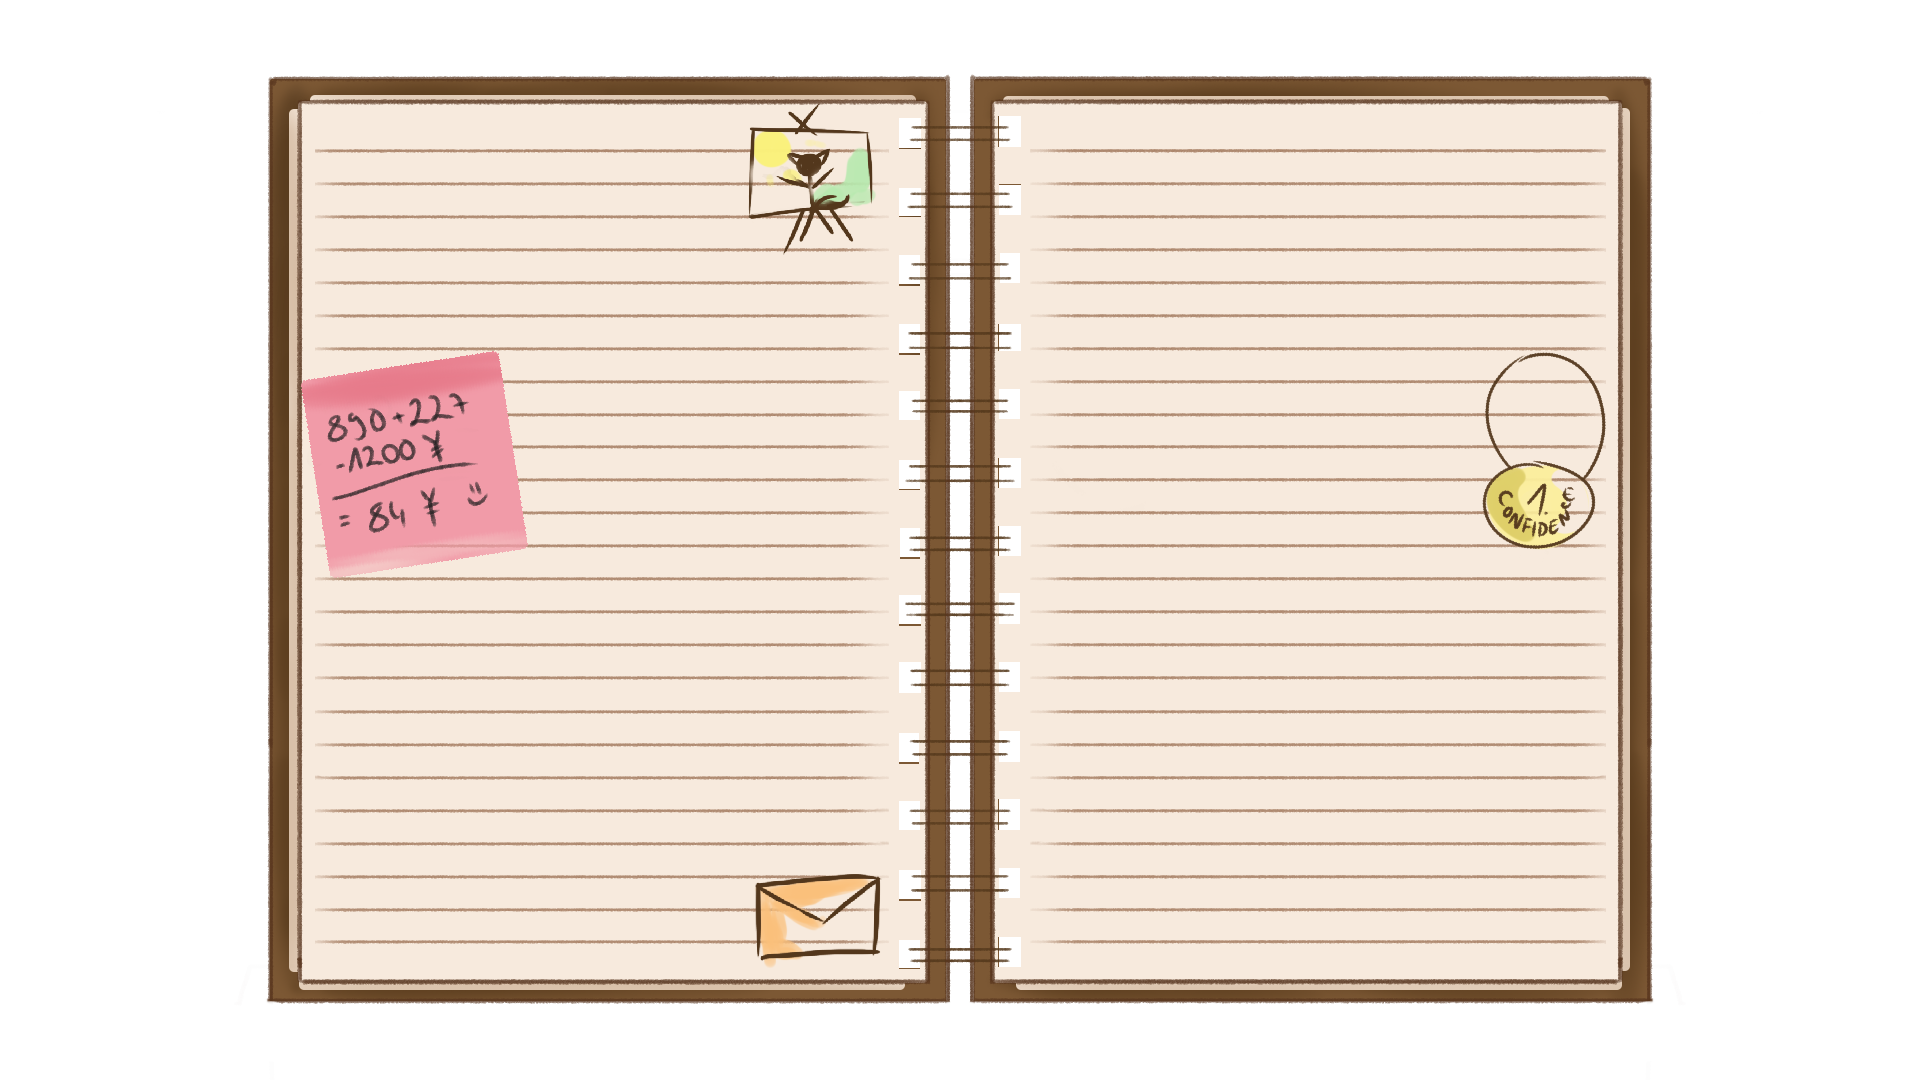 890+227
-1200 ¥
= 84 ¥
1.
CONFIDENCE